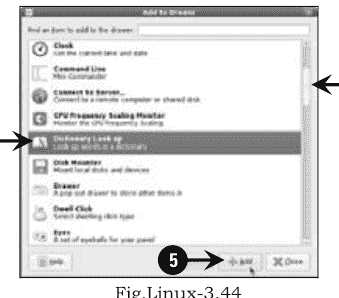 Add to Drawer
Find an item to add to the drawer:
Clock
Get the current time and date
Command Line
Mini-Commander
Connect to Server...
Connect to a remote computer or shared disk
CPU Frequency Scaling Monitor
Monitor the CPU Frequency Scaling
Dictionary Look up
Look up words in a dictionary
Disk Mounter
Mount local disks and devices
Drawer
A pop out drawer to store other items in
Dwell Click
Select dwelling click type
Eyes
A set of eyeballs for your panel
Help
5
Add
Close
Fig.Linux-3.44